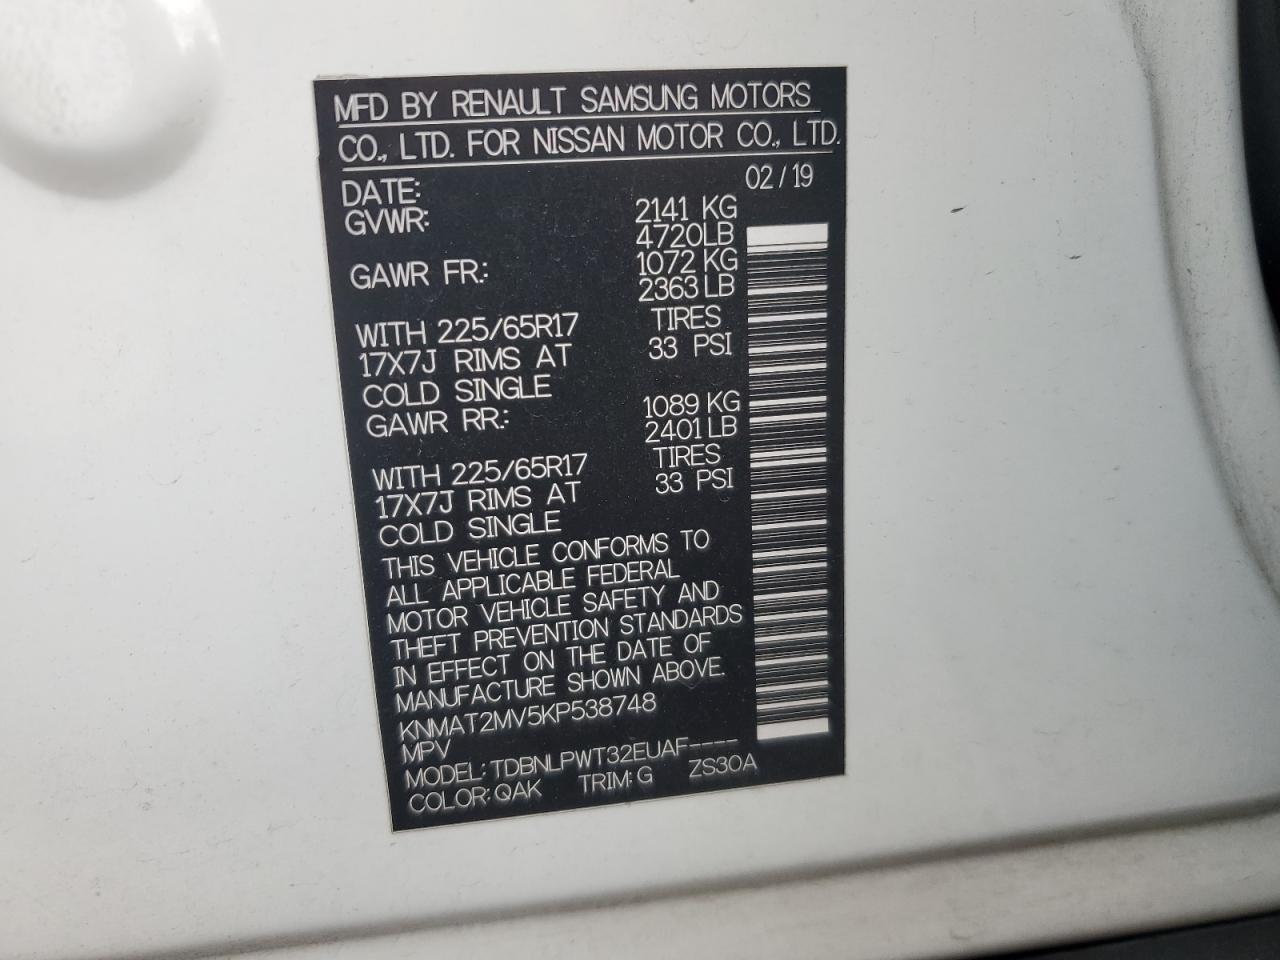 MFD BY RENAULT SAMSUNG MOTORS
CO., LTD. FOR NISSAN MOTOR CO., LTD.
DATE: 02/19
GVWR: 2141 KG
4720LB
GAWR FR.: 1072 KG
2363LB
WITH 225/65R17 TIRES
17X7J RIMS AT 33 PSI
COLD SINGLE
GAWR RR.: 1089 KG
2401LB
WITH 225/65R17 TIRES
17X7J RIMS AT 33 PSI
COLD SINGLE
THIS VEHICLE CONFORMS TO
ALL APPLICABLE FEDERAL
MOTOR VEHICLE SAFETY AND
THEFT PREVENTION STANDARDS
IN EFFECT ON THE DATE OF
MANUFACTURE SHOWN ABOVE.
KNMAT2MV5KP538748
MPV
MODEL: TDBNLPWT32EUAF----
COLOR: QAK TRIM: G ZS30A